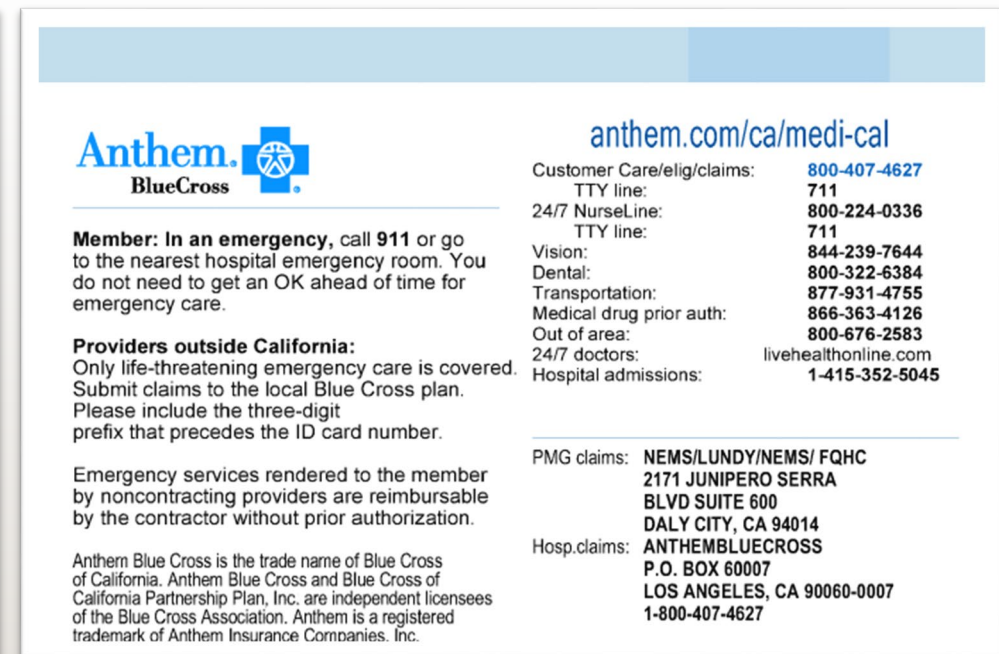 Anthem.
BlueCross
Member: In an emergency, call 911 or go
to the nearest hospital emergency room. You
do not need to get an OK ahead of time for
emergency care.
Providers outside California:
Only life-threatening emergency care is covered.
Submit claims to the local Blue Cross plan.
Please include the three-digit
prefix that precedes the ID card number.
Emergency services rendered to the member
by noncontracting providers are reimbursable
by the contractor without prior authorization.
Anthem Blue Cross is the trade name of Blue Cross
of California. Anthem Blue Cross and Blue Cross of
California Partnership Plan, Inc. are independent licensees
of the Blue Cross Association. Anthem is a registered
trademark of Anthem Insurance Companies, Inc.
anthem.com/ca/medi-cal
Customer Care/elig/claims: 800-407-4627
TTY line: 711
24/7 NurseLine: 800-224-0336
TTY line: 711
Vision: 844-239-7644
Dental: 800-322-6384
Transportation: 877-931-4755
Medical drug prior auth: 866-363-4126
Out of area: 800-676-2583
24/7 doctors: livehealthonline.com
Hospital admissions: 1-415-352-5045
PMG claims: NEMS/LUNDY/NEMS/ FQHC
2171 JUNIPERO SERRA
BLVD SUITE 600
DALY CITY, CA 94014
Hosp.claims: ANTHEMBLUECROSS
P.O. BOX 60007
LOS ANGELES, CA 90060-0007
1-800-407-4627